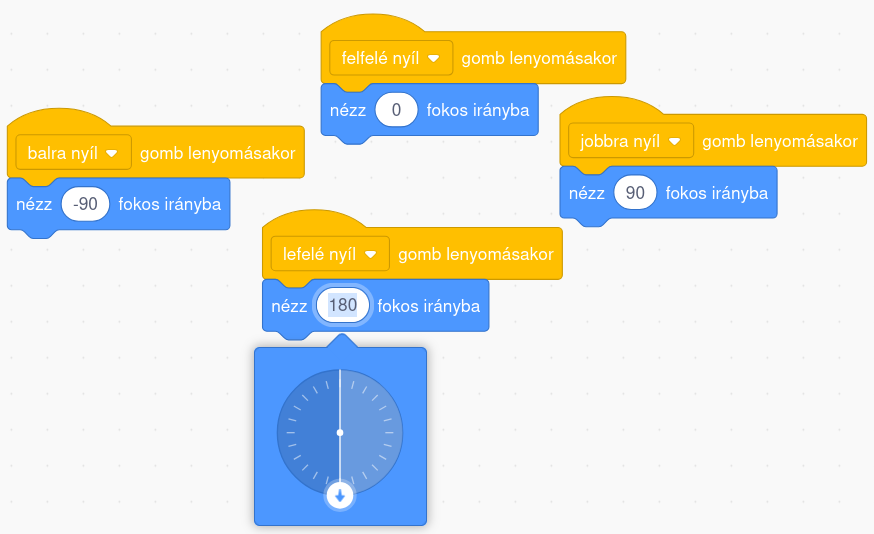 felfelé nyíl gomb lenyomásakor
nézz 0 fokos irányba
balra nyíl gomb lenyomásakor
nézz -90 fokos irányba
jobbra nyíl gomb lenyomásakor
nézz 90 fokos irányba
lefelé nyíl gomb lenyomásakor
nézz 180 fokos irányba